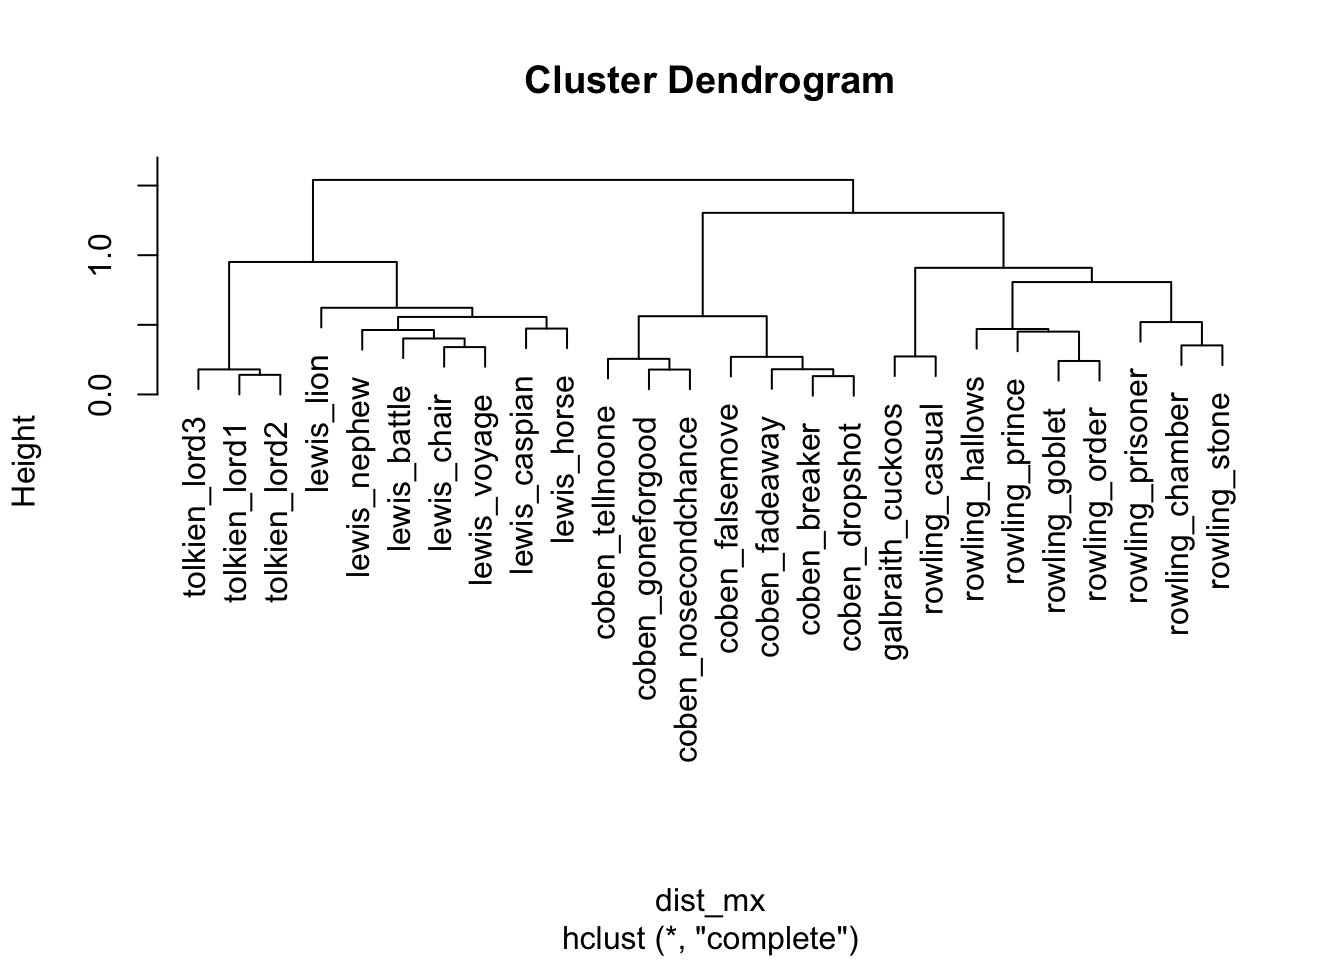 Cluster Dendrogram
Height
0.0
1.0
tolkien_lord3
tolkien_lord1
tolkien_lord2
lewis_lion
lewis_nephew
lewis_battle
lewis_chair
lewis_voyage
lewis_caspian
lewis_horse
coben_tellnoone
coben_goneforgood
coben_nosecondchance
coben_falsemove
coben_fadeaway
coben_breaker
coben_dropshot
galbraith_cuckoos
rowling_casual
rowling_hallows
rowling_prince
rowling_goblet
rowling_order
rowling_prisoner
rowling_chamber
rowling_stone
dist_mx
hclust (*, "complete")